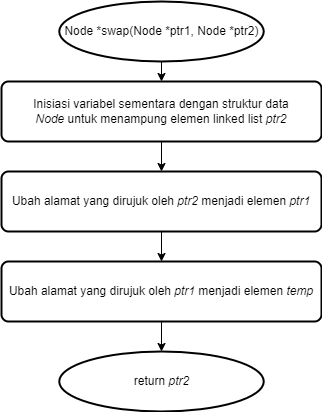 Node *swap(Node *ptr1, Node *ptr2)
Inisiasi variabel sementara dengan struktur data
Node untuk menampung elemen linked list ptr2
Ubah alamat yang dirujuk oleh ptr2 menjadi elemen ptr1
Ubah alamat yang dirujuk oleh ptr1 menjadi elemen temp
return ptr2